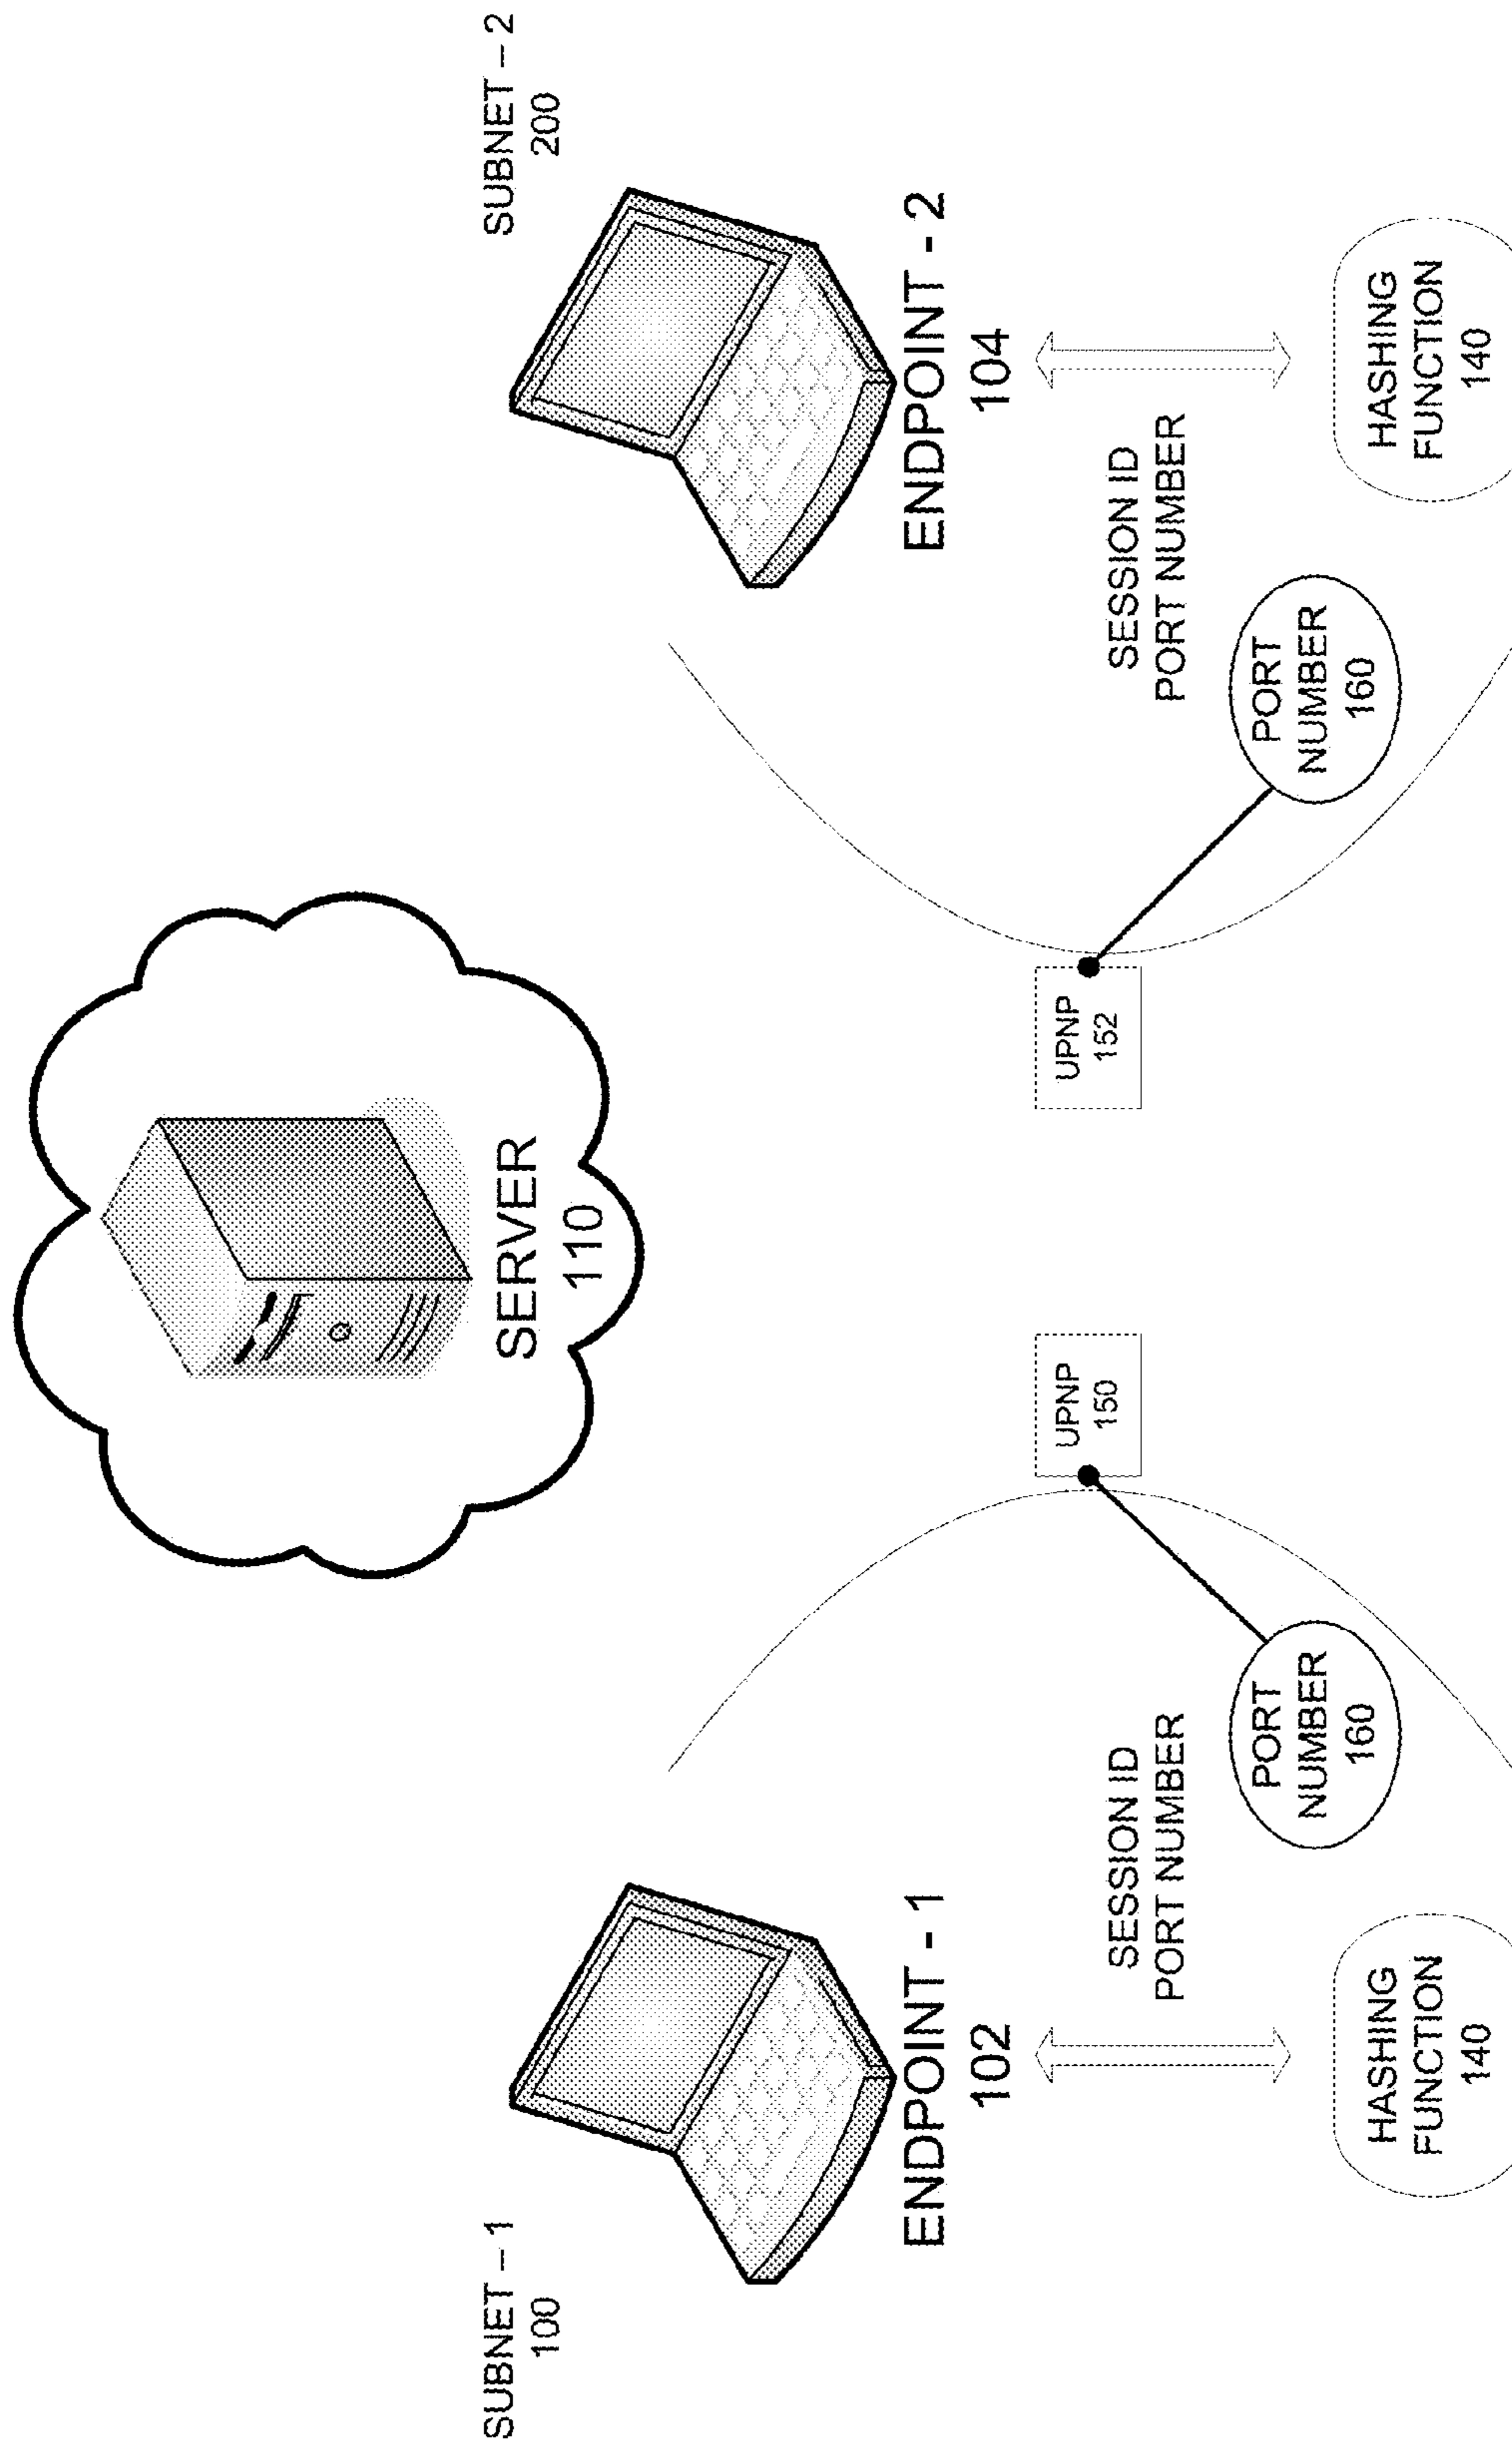 SERVER
110
SUBNET – 1
100
SUBNET – 2
200
ENDPOINT - 1
102
ENDPOINT - 2
104
UPNP
150
UPNP
152
SESSION ID
PORT NUMBER
SESSION ID
PORT NUMBER
PORT
NUMBER
160
PORT
NUMBER
160
HASHING
FUNCTION
140
HASHING
FUNCTION
140